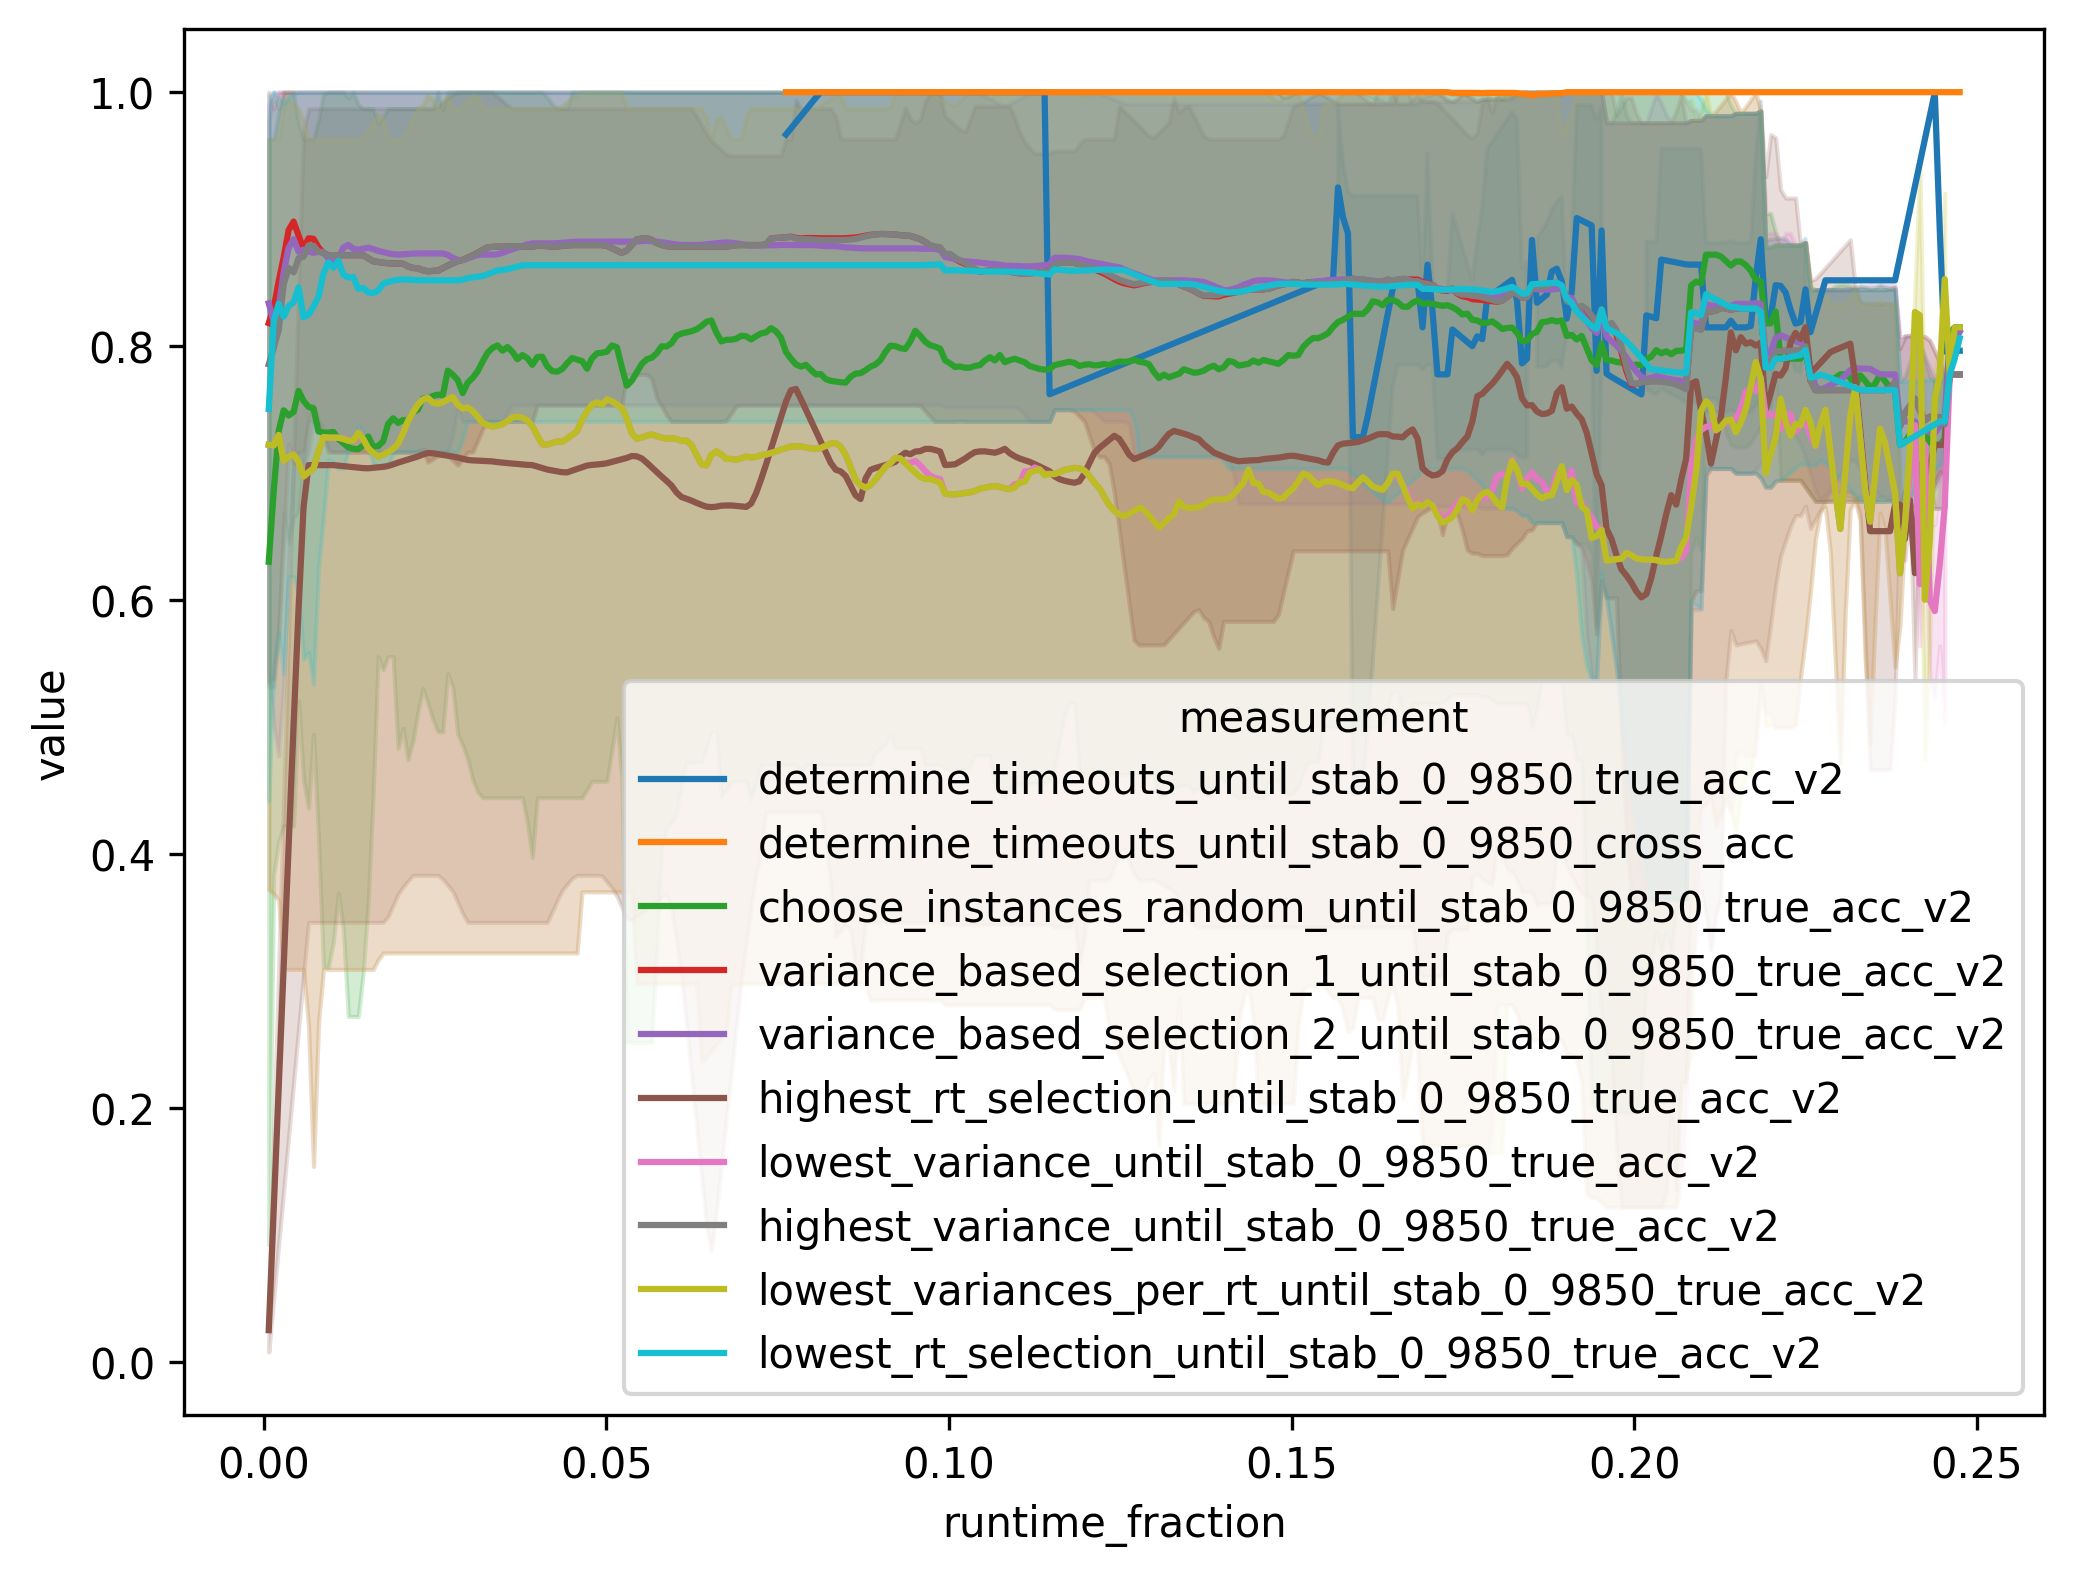 1.0
0.8
0.6
0.4
0.2
0.0
value
measurement
determine_timeouts_until_stab_0_9850_true_acc_v2
determine_timeouts_until_stab_0_9850_cross_acc
choose_instances_random_until_stab_0_9850_true_acc_v2
variance_based_selection_1_until_stab_0_9850_true_acc_v2
variance_based_selection_2_until_stab_0_9850_true_acc_v2
highest_rt_selection_until_stab_0_9850_true_acc_v2
lowest_variance_until_stab_0_9850_true_acc_v2
highest_variance_until_stab_0_9850_true_acc_v2
lowest_variances_per_rt_until_stab_0_9850_true_acc_v2
lowest_rt_selection_until_stab_0_9850_true_acc_v2
0.00 0.05 0.10 0.15 0.20 0.25
runtime_fraction